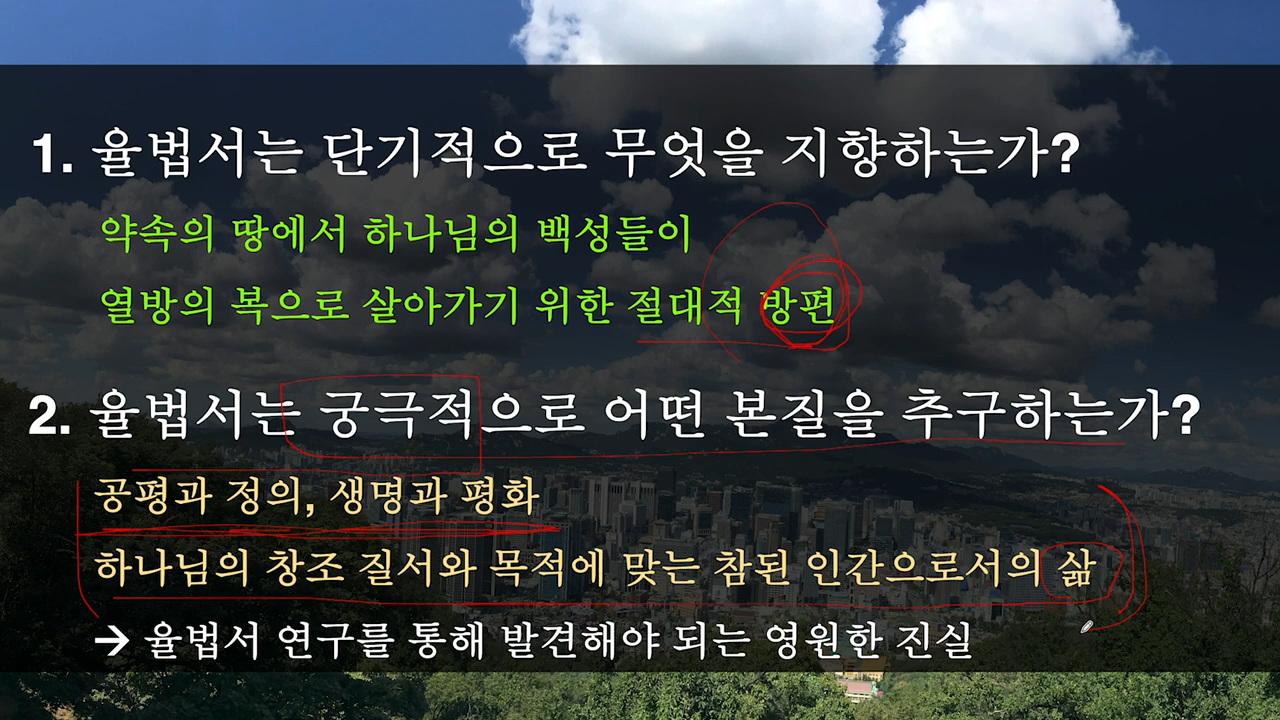 1. 율법서는 단기적으로 무엇을 지향하는가?
약속의 땅에서 하나님의 백성들이
열방의 복으로 살아가기 위한 절대적 방편
2. 율법서는 궁극적으로 어떤 본질을 추구하는가?
공평과 정의, 생명과 평화
하나님의 창조 질서와 목적에 맞는 참된 인간으로서의 삶
→ 율법서 연구를 통해 발견해야 되는 영원한 진실